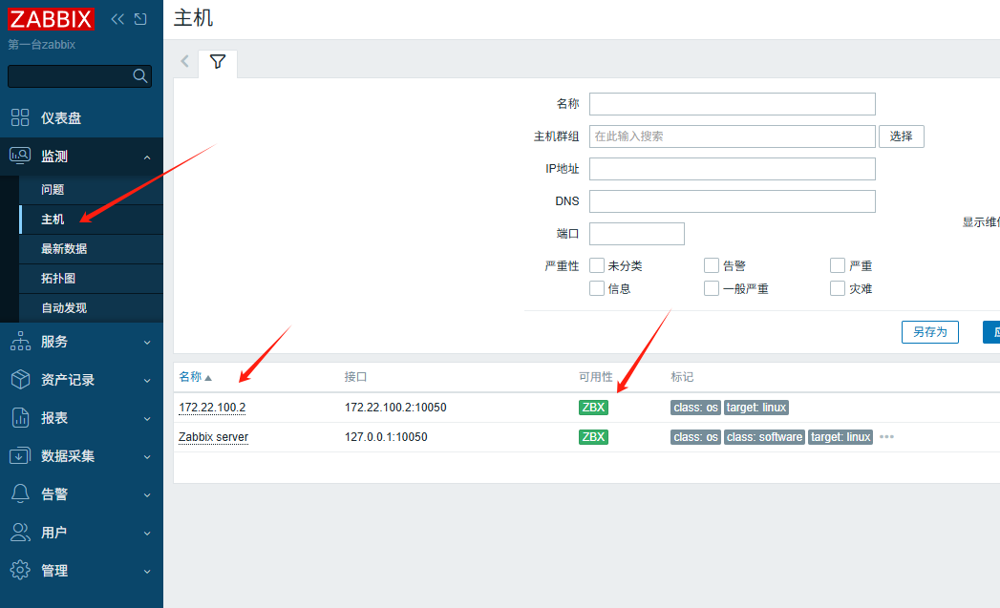 ZABBIX
第一台zabbix
仪表盘
监测
问题
主机
最新数据
拓扑图
自动发现
服务
资产记录
报表
数据采集
告警
用户
管理
主机
名称
主机群组 在此输入搜索 选择
IP地址
DNS
端口
严重性 未分类 告警 严重
信息 一般严重 灾难
显示维
另存为
名称 接口 可用性 标记
172.22.100.2 172.22.100.2:10050 ZBX class: os target: linux
Zabbix server 127.0.0.1:10050 ZBX class: os class: software target: linux